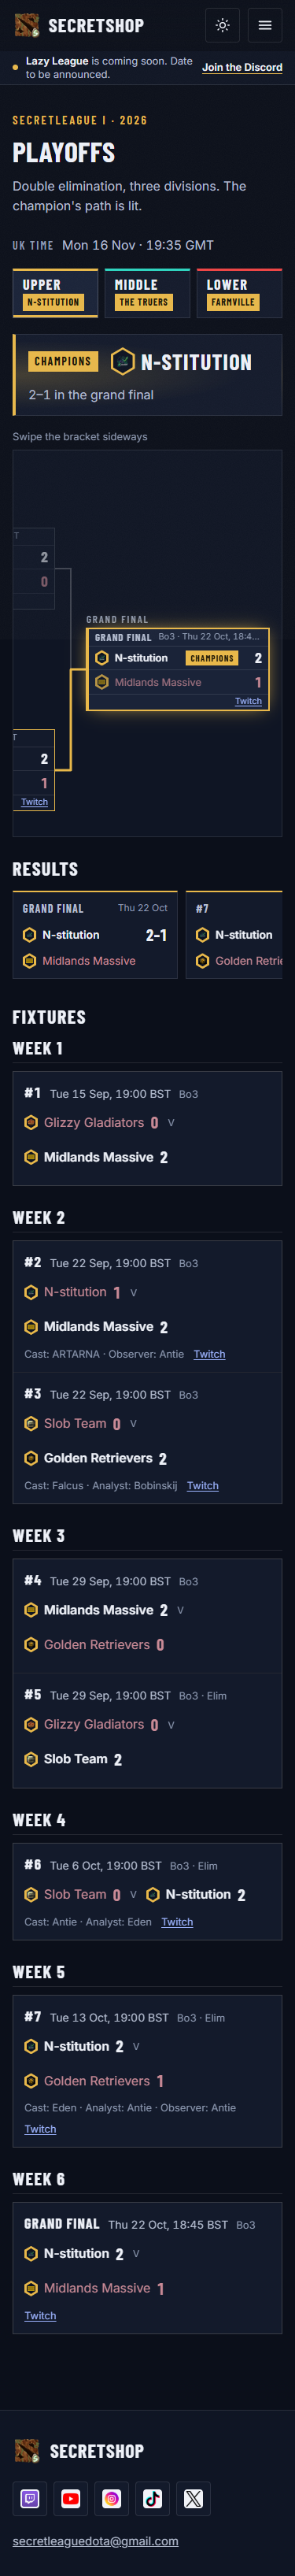 SECRETSHOP
Lazy League is coming soon. Date to be announced.
Join the Discord
SECRETLEAGUE I · 2026
PLAYOFFS
Double elimination, three divisions. The
champion's path is lit.
UK TIME Mon 16 Nov · 19:35 GMT
UPPER
N-STITUTION
MIDDLE
THE TRUERS
LOWER
FARMVILLE
CHAMPIONS N-STITUTION
2–1 in the grand final
Swipe the bracket sideways
T
2
0
GRAND FINAL
GRAND FINAL Bo3 · Thu 22 Oct, 18:4…
N-stitution CHAMPIONS 2
Midlands Massive 1
Twitch
T
2
1
Twitch
RESULTS
GRAND FINAL Thu 22 Oct
N-stitution 2-1
Midlands Massive
#7
N-stitution
Golden Retrie
FIXTURES
WEEK 1
#1 Tue 15 Sep, 19:00 BST Bo3
Glizzy Gladiators 0 V
Midlands Massive 2
WEEK 2
#2 Tue 22 Sep, 19:00 BST Bo3
N-stitution 1 V
Midlands Massive 2
Cast: ARTARNA · Observer: Antie Twitch
#3 Tue 22 Sep, 19:00 BST Bo3
Slob Team 0 V
Golden Retrievers 2
Cast: Falcus · Analyst: Bobinskij Twitch
WEEK 3
#4 Tue 29 Sep, 19:00 BST Bo3
Midlands Massive 2 V
Golden Retrievers 0
#5 Tue 29 Sep, 19:00 BST Bo3 · Elim
Glizzy Gladiators 0 V
Slob Team 2
WEEK 4
#6 Tue 6 Oct, 19:00 BST Bo3 · Elim
Slob Team 0 V N-stitution 2
Cast: Antie · Analyst: Eden Twitch
WEEK 5
#7 Tue 13 Oct, 19:00 BST Bo3 · Elim
N-stitution 2 V
Golden Retrievers 1
Cast: Eden · Analyst: Antie · Observer: Antie
Twitch
WEEK 6
GRAND FINAL Thu 22 Oct, 18:45 BST Bo3
N-stitution 2 V
Midlands Massive 1
Twitch
SECRETSHOP
secretleaguedota@gmail.com